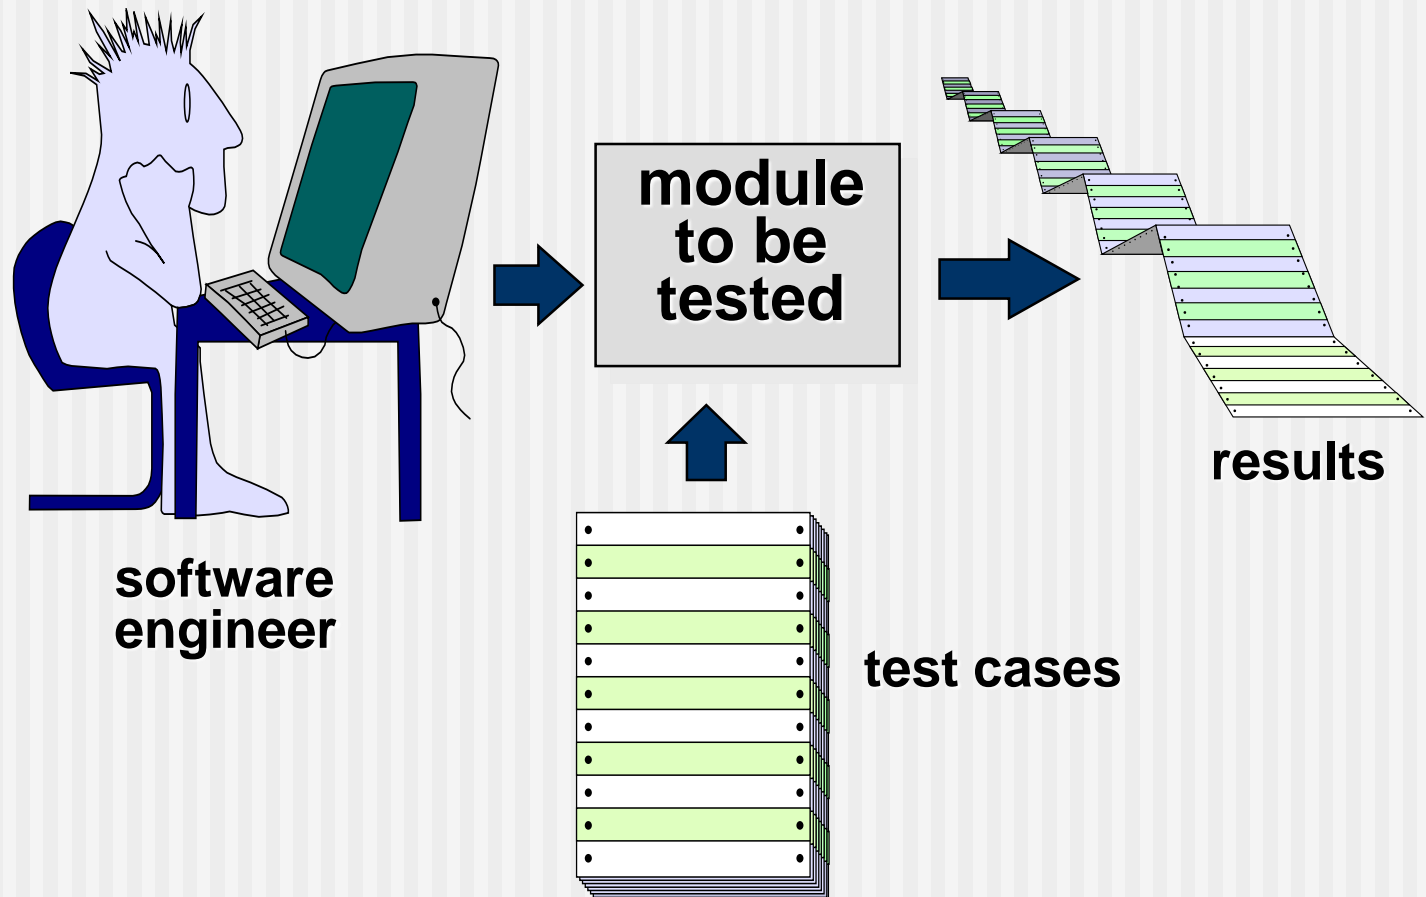 module
to be
tested
results
software
engineer
test cases